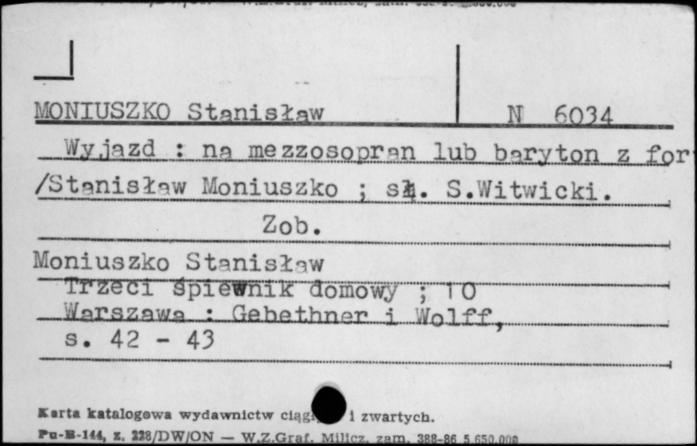 MONIUSZKO Stanisław
N 6034
Wyjazd : na mezzosopran lub baryton z for
/Stanisław Moniuszko ; sł. S.Witwicki.
Zob.
Moniuszko Stanisław
Trzeci śpiewnik domowy ; 10
Warszawa : Gebethner i Wolff,
s. 42 - 43
Karta katalogowa wydawnictw i zwartych.
Pu-B-144, z. 228/DW/ON — W.Z.Graf. Milicz, zam. 388-86 5.650.000